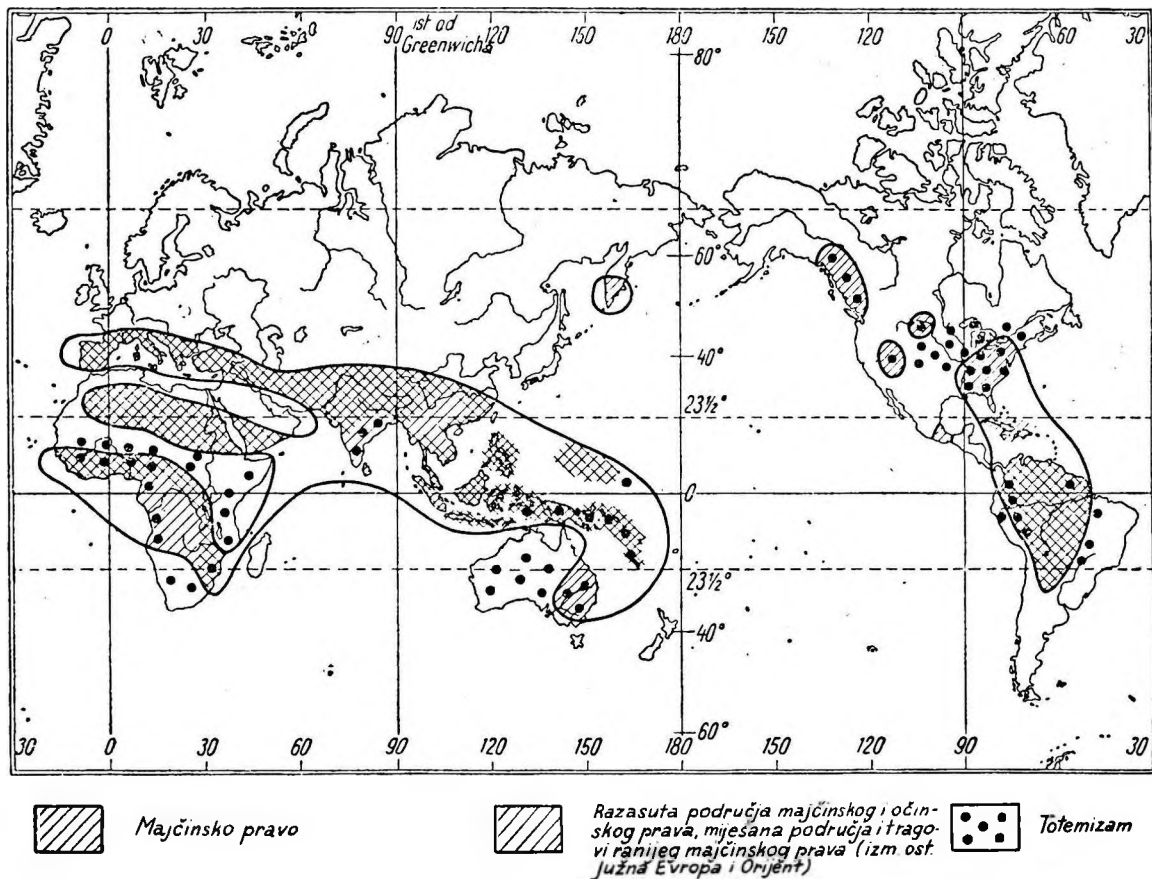 0 30 60 ist od 120 150 180 150 120 60 30
Greenwicha
80°
60°
40°
23½°
0
23½°
40°
60°
30 0 30 60 90 120 150 180 150 120 90 30
Majčinsko pravo
Razasuta područja majčinskog i očin-
skog prava, miješana područja i trago-
vi ranijeg majčinskog prava (izm. ost.
južna Evropa i Orijent)
Totemizam